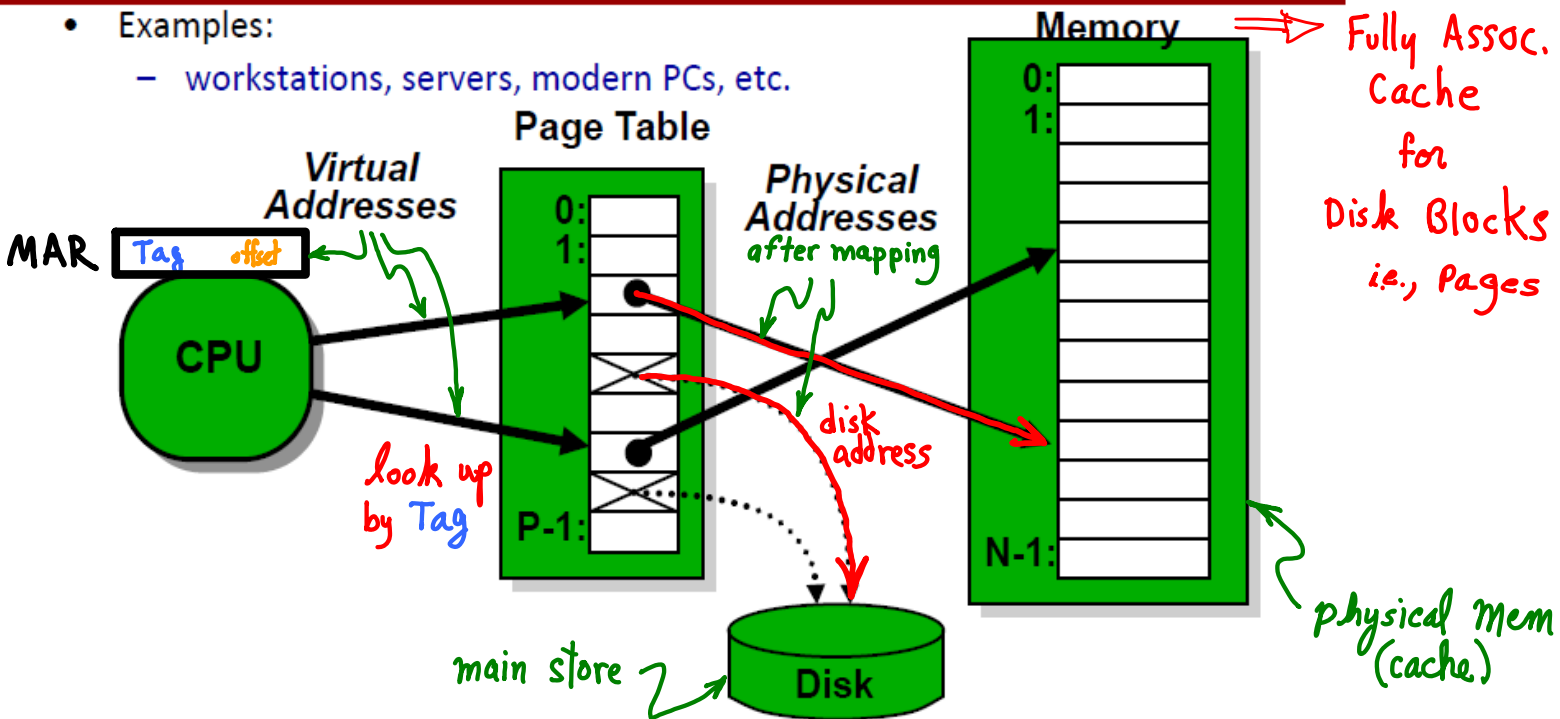 • Examples:
– workstations, servers, modern PCs, etc.
Memory
Fully Assoc.
Cache
for
Disk Blocks
i.e., Pages
Page Table
Virtual
Addresses
Physical
Addresses
after mapping
MAR
Tag offset
CPU
0:
1:
P-1:
0:
1:
N-1:
look up
by Tag
disk
address
main store
Disk
physical Mem
(cache)